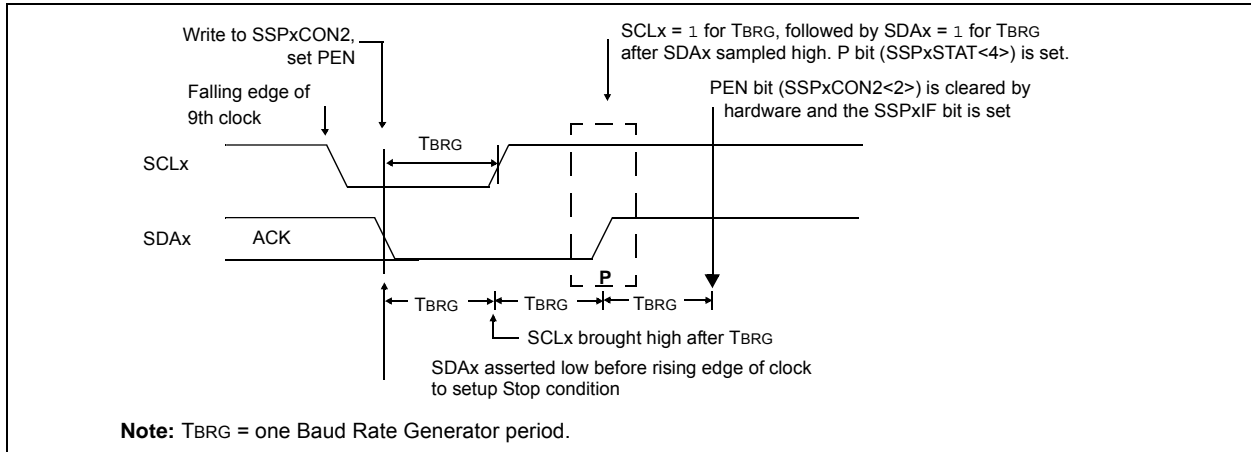 Write to SSPxCON2,
set PEN
SCLx = 1 for TBRG, followed by SDAx = 1 for TBRG
after SDAx sampled high. P bit (SSPxSTAT<4>) is set.
Falling edge of
9th clock
PEN bit (SSPxCON2<2>) is cleared by
hardware and the SSPxIF bit is set
TBRG
SCLx
SDAx
ACK
P
TBRG
TBRG
TBRG
SCLx brought high after TBRG
SDAx asserted low before rising edge of clock
to setup Stop condition
Note: TBRG = one Baud Rate Generator period.